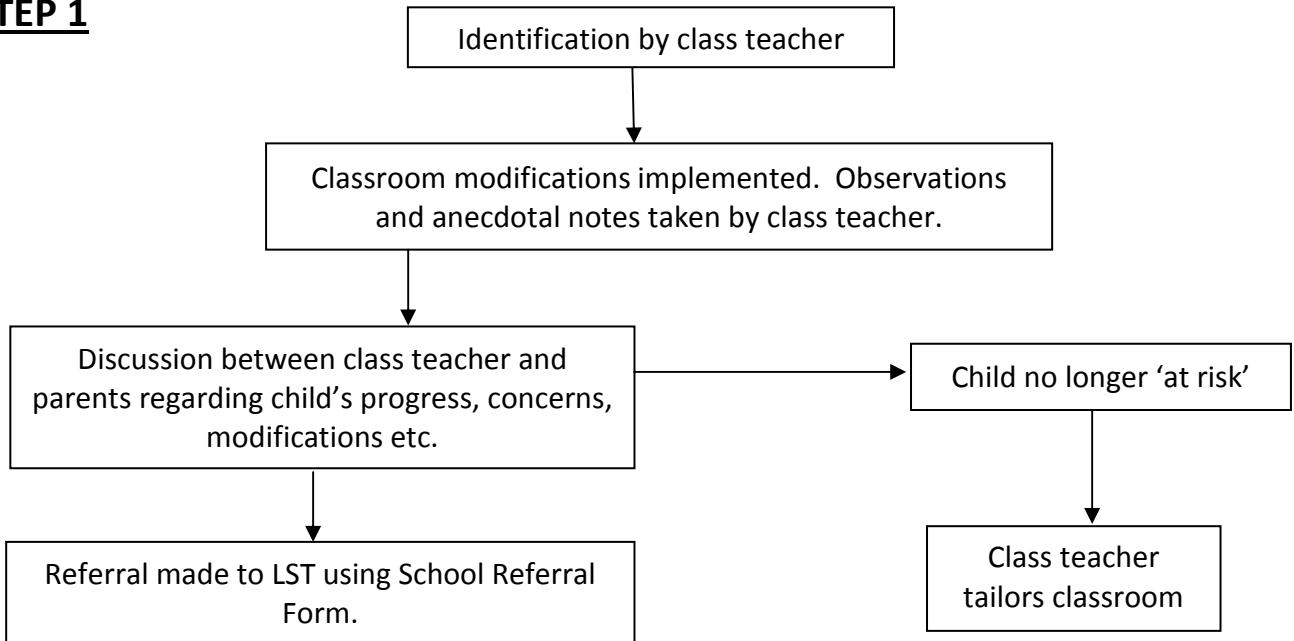 TEP 1
Identification by class teacher
Classroom modifications implemented. Observations
and anecdotal notes taken by class teacher.
Discussion between class teacher and
parents regarding child’s progress, concerns,
modifications etc.
Child no longer ‘at risk’
Referral made to LST using School Referral
Form.
Class teacher
tailors classroom